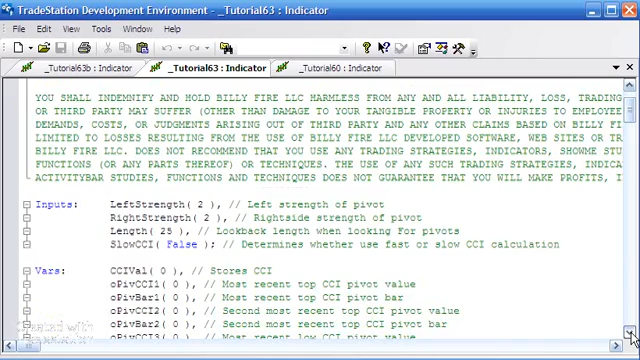 TradeStation Development Environment - _Tutorial63 : Indicator
File Edit View Tools Window Help
_Tutorial63b : Indicator _Tutorial63 : Indicator _Tutorial60 : Indicator
YOU SHALL INDEMNIFY AND HOLD BILLY FIRE LLC HARMLESS FROM ANY AND ALL LIABILITY, LOSS, TRADING
OR THIRD PARTY MAY SUFFER (OTHER THAN DAMAGE TO YOUR TANGIBLE PROPERTY OR INJURIES TO EMPLOYEE
DEMANDS, COSTS, OR JUDGMENTS ARISING OUT OF THIRD PARTY AND ANY OTHER CLAIMS BASED ON BILLY FI
LIMITED TO LOSSES RESULTING FROM THE USE OF BILLY FIRE LLC DEVELOPED SOFTWARE, WEB SITES OR TR
BILLY FIRE LLC. DOES NOT RECOMMEND THAT YOU USE ANY TRADING STRATEGIES, INDICATORS, SHOWME STU
FUNCTIONS (OR ANY PARTS THEREOF) OR TECHNIQUES. THE USE OF ANY SUCH TRADING STRATEGIES, INDICA
ACTIVITYBAR STUDIES, FUNCTIONS AND TECHNIQUES DOES NOT GUARANTEE THAT YOU WILL MAKE PROFITS, I
Inputs: LeftStrength( 2 ), // Left strength of pivot
RightStrength( 2 ), // Rightside strength of pivot
Length( 25 ), // Lookback length when looking For pivots
SlowCCI( False ); // Determines whether use fast or slow CCI calculation
Vars: CCIVal( 0 ), // Stores CCI
oPivCCI1( 0 ), // Most recent top CCI pivot value
oPivBar1( 0 ), // Most recent top CCI pivot bar
oPivCCI2( 0 ), // Second most recent top CCI pivot value
oPivBar2( 0 ), // Second most recent top CCI pivot bar
oPivCCI3( 0 ), // Most recent low CCI pivot value
Created with